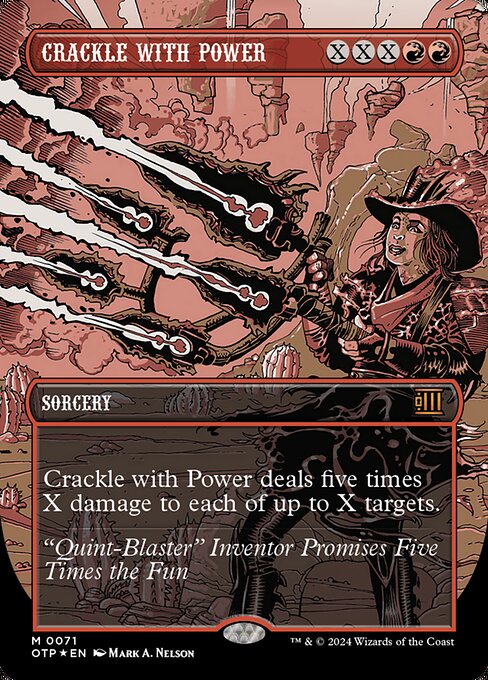 CRACKLE WITH POWER XXX
SORCERY
Crackle with Power deals five times
X damage to each of up to X targets.
“Quint-Blaster” Inventor Promises Five
Times the Fun
M 0071
OTP★EN MARK A. NELSON
™ & © 2024 Wizards of the Coast